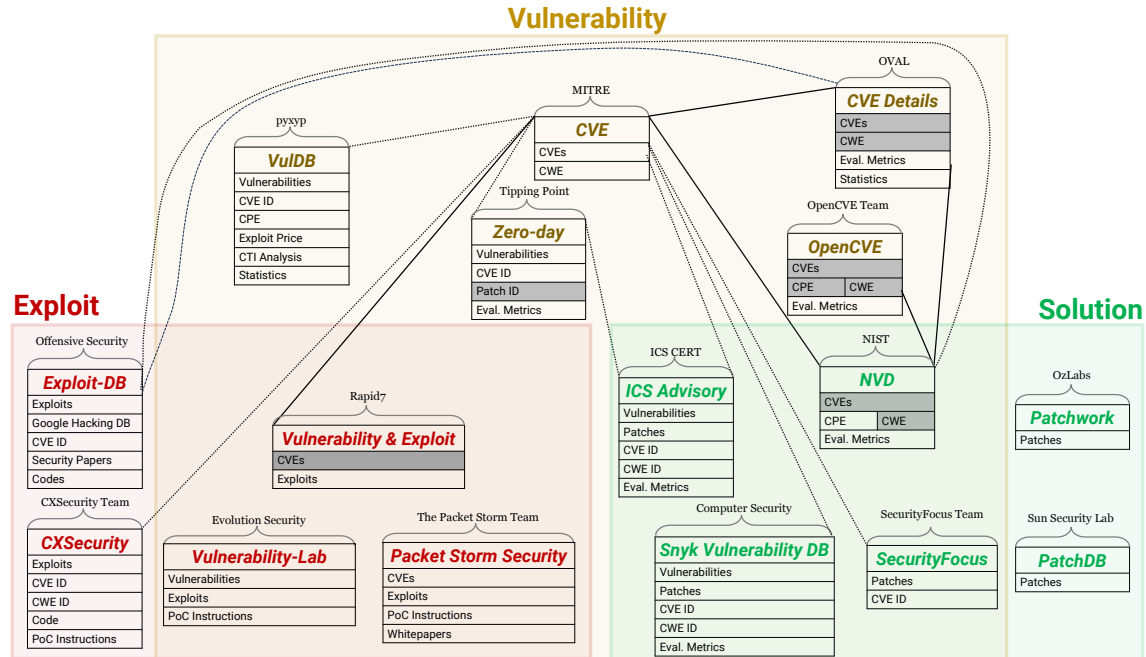 Vulnerability
OVAL
CVE Details
CVEs
CWE
Eval. Metrics
Statistics
MITRE
CVE
CVEs
CWE
pyxyp
VulDB
Vulnerabilities
CVE ID
CPE
Exploit Price
CTI Analysis
Statistics
Tipping Point
Zero-day
Vulnerabilities
CVE ID
Patch ID
Eval. Metrics
OpenCVE Team
OpenCVE
CVEs
CPE CWE
Eval. Metrics
Exploit
Solution
Offensive Security
Exploit-DB
Exploits
Google Hacking DB
CVE ID
Security Papers
Codes
Rapid7
Vulnerability & Exploit
CVEs
Exploits
ICS CERT
ICS Advisory
Vulnerabilities
Patches
CVE ID
CWE ID
Eval. Metrics
NIST
NVD
CVEs
CPE CWE
Eval. Metrics
OzLabs
Patchwork
Patches
CXSecurity Team
CXSecurity
Exploits
CVE ID
CWE ID
Code
PoC Instructions
Evolution Security
Vulnerability-Lab
Vulnerabilities
Exploits
PoC Instructions
The Packet Storm Team
Packet Storm Security
CVEs
Exploits
PoC Instructions
Whitepapers
Computer Security
Snyk Vulnerability DB
Vulnerabilities
Patches
CVE ID
CWE ID
Eval. Metrics
SecurityFocus Team
SecurityFocus
Patches
CVE ID
Sun Security Lab
PatchDB
Patches